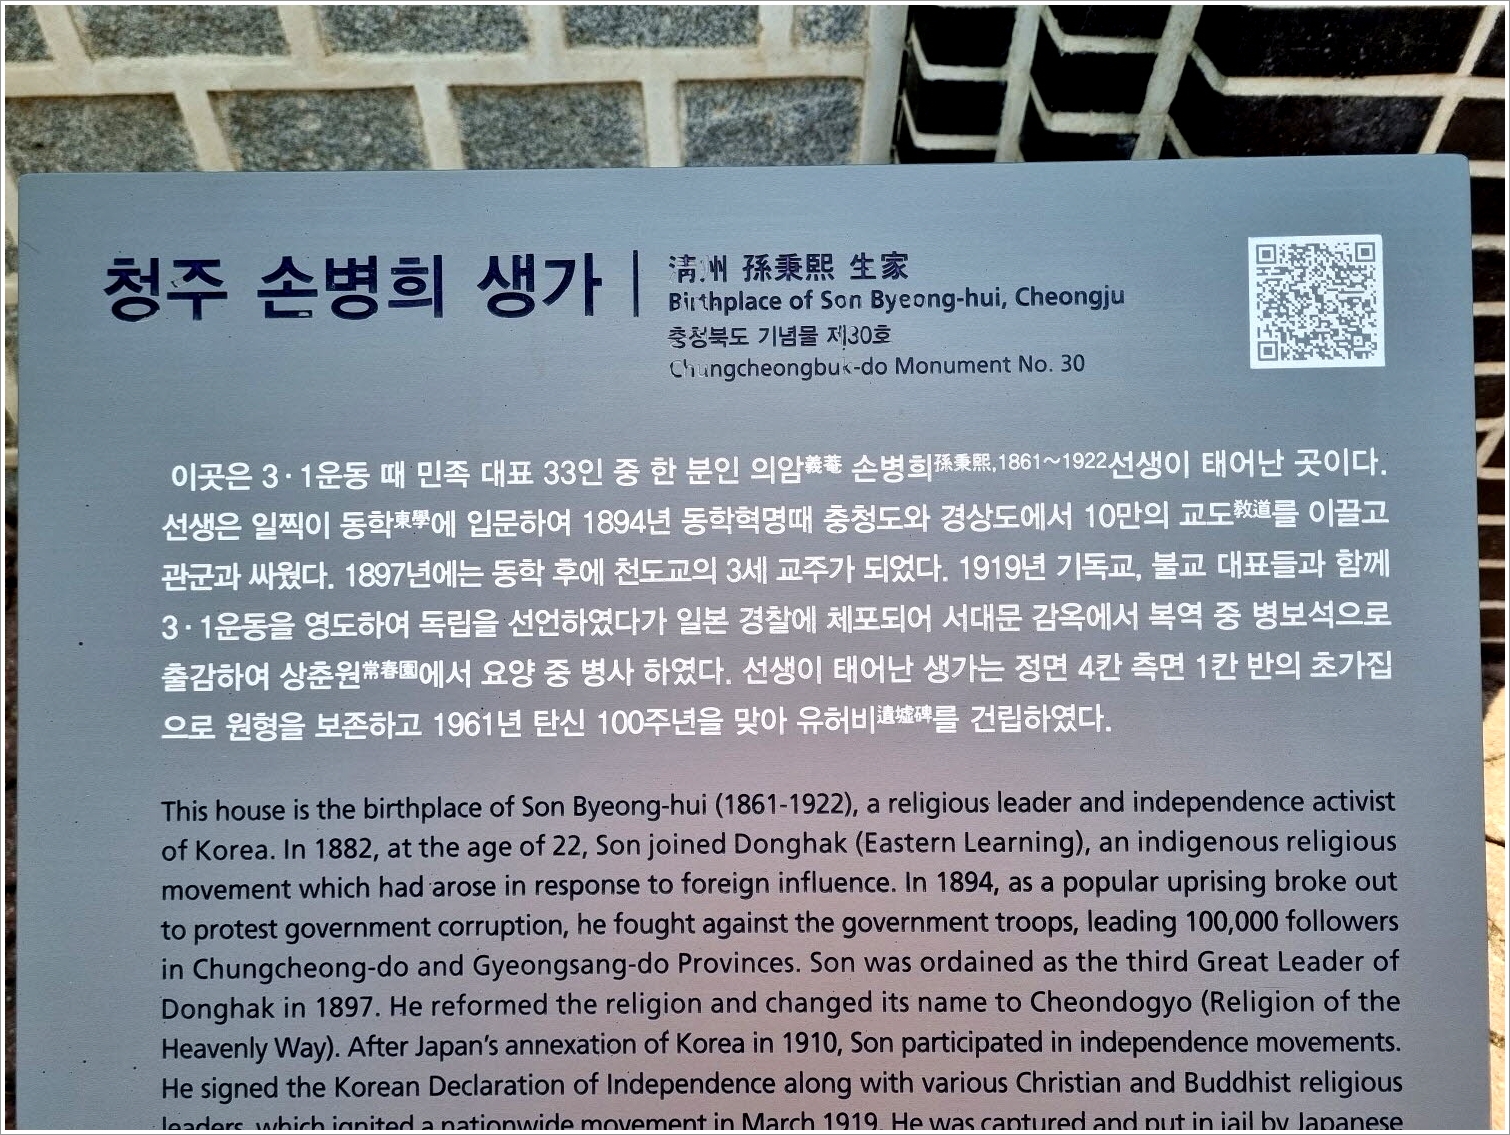 청주 손병희 생가
淸州 孫秉熙 生家
Birthplace of Son Byeong-hui, Cheongju
충청북도 기념물 제30호
Chungcheongbuk-do Monument No. 30
이곳은 3·1운동 때 민족 대표 33인 중 한 분인 의암義菴 손병희孫秉熙,1861~1922선생이 태어난 곳이다.
선생은 일찍이 동학東學에 입문하여 1894년 동학혁명때 충청도와 경상도에서 10만의 교도敎道를 이끌고
관군과 싸웠다. 1897년에는 동학 후에 천도교의 3세 교주가 되었다. 1919년 기독교, 불교 대표들과 함께
3·1운동을 영도하여 독립을 선언하였다가 일본 경찰에 체포되어 서대문 감옥에서 복역 중 병보석으로
출감하여 상춘원常春園에서 요양 중 병사 하였다. 선생이 태어난 생가는 정면 4칸 측면 1칸 반의 초가집
으로 원형을 보존하고 1961년 탄신 100주년을 맞아 유허비遺墟碑를 건립하였다.
This house is the birthplace of Son Byeong-hui (1861-1922), a religious leader and independence activist
of Korea. In 1882, at the age of 22, Son joined Donghak (Eastern Learning), an indigenous religious
movement which had arose in response to foreign influence. In 1894, as a popular uprising broke out
to protest government corruption, he fought against the government troops, leading 100,000 followers
in Chungcheong-do and Gyeongsang-do Provinces. Son was ordained as the third Great Leader of
Donghak in 1897. He reformed the religion and changed its name to Cheondogyo (Religion of the
Heavenly Way). After Japan's annexation of Korea in 1910, Son participated in independence movements.
He signed the Korean Declaration of Independence along with various Christian and Buddhist religious
leaders, which ignited a nationwide movement in March 1919. He was captured and put in jail by Japanese